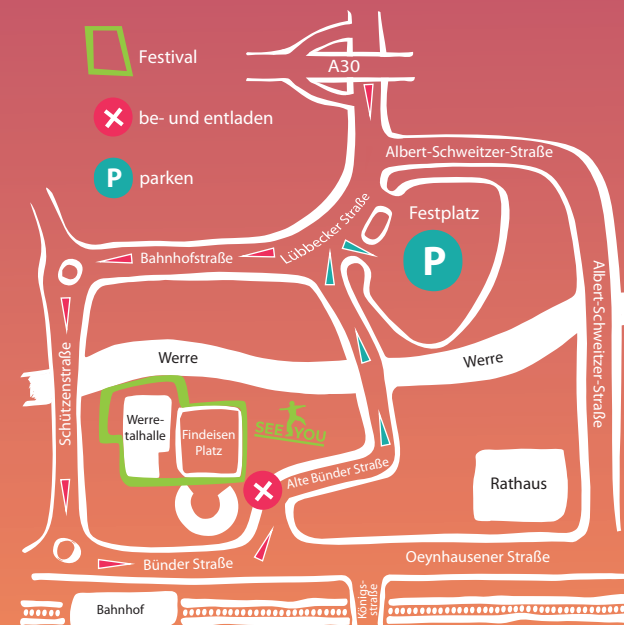 Festival
A30
be- und entladen
Albert-Schweitzer-Straße
P parken
Lübbecker Straße
Festplatz
P
Bahnhofstraße
Albert-Schweitzer-Straße
Werre
Werre
Schützenstraße
Werre-
talhalle
Findeisen
Platz
SEE YOU
Alte Bünder Straße
Rathaus
Bünder Straße
Oeynhausener Straße
Königs-
straße
Bahnhof